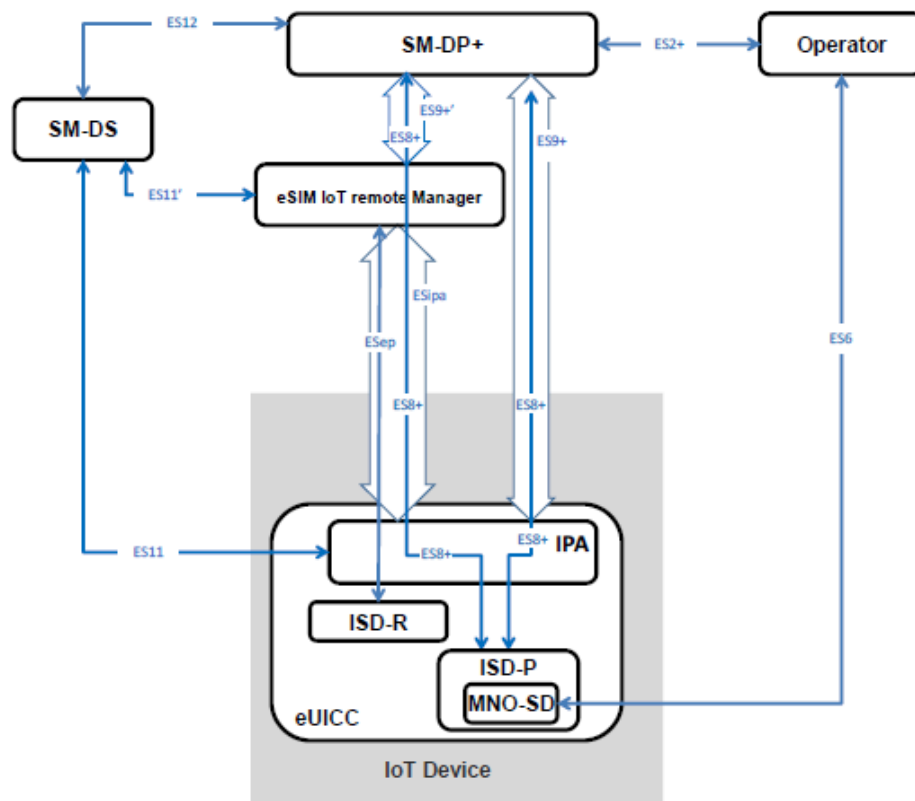 ES12
SM-DP+
ES2+
Operator
SM-DS
ES9+’
ES8+
ES9+
ES11’
eSIM IoT remote Manager
ESipa
ESep
ES6
ES8+
ES8+
IPA
ES11
ES8+
ES8+
ISD-R
ISD-P
MNO-SD
eUICC
IoT Device